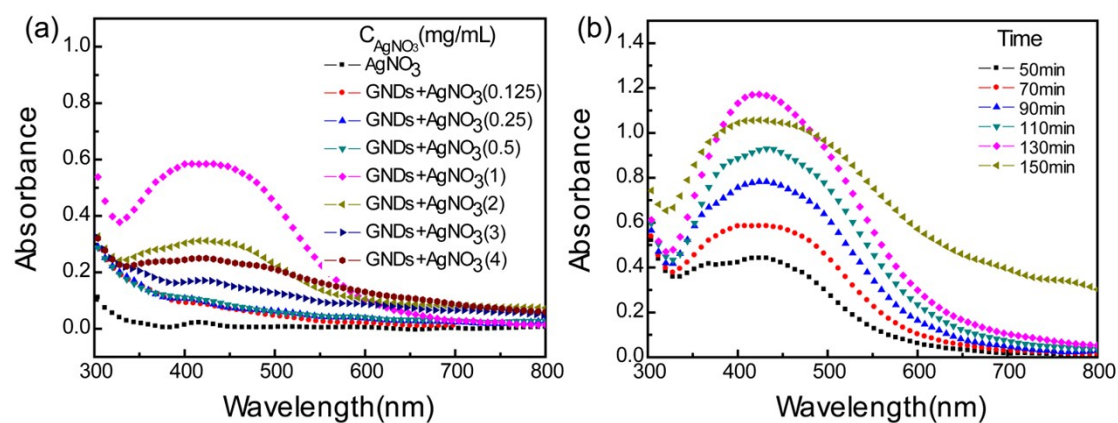 (a)
C_AgNO₃(mg/mL)
AgNO₃
GNDs+AgNO₃(0.125)
GNDs+AgNO₃(0.25)
GNDs+AgNO₃(0.5)
GNDs+AgNO₃(1)
GNDs+AgNO₃(2)
GNDs+AgNO₃(3)
GNDs+AgNO₃(4)
Absorbance
1.0
0.8
0.6
0.4
0.2
0.0
300 400 500 600 700 800
Wavelength(nm)
(b)
Time
50min
70min
90min
110min
130min
150min
Absorbance
1.4
1.2
1.0
0.8
0.6
0.4
0.2
0.0
300 400 500 600 700 800
Wavelength(nm)